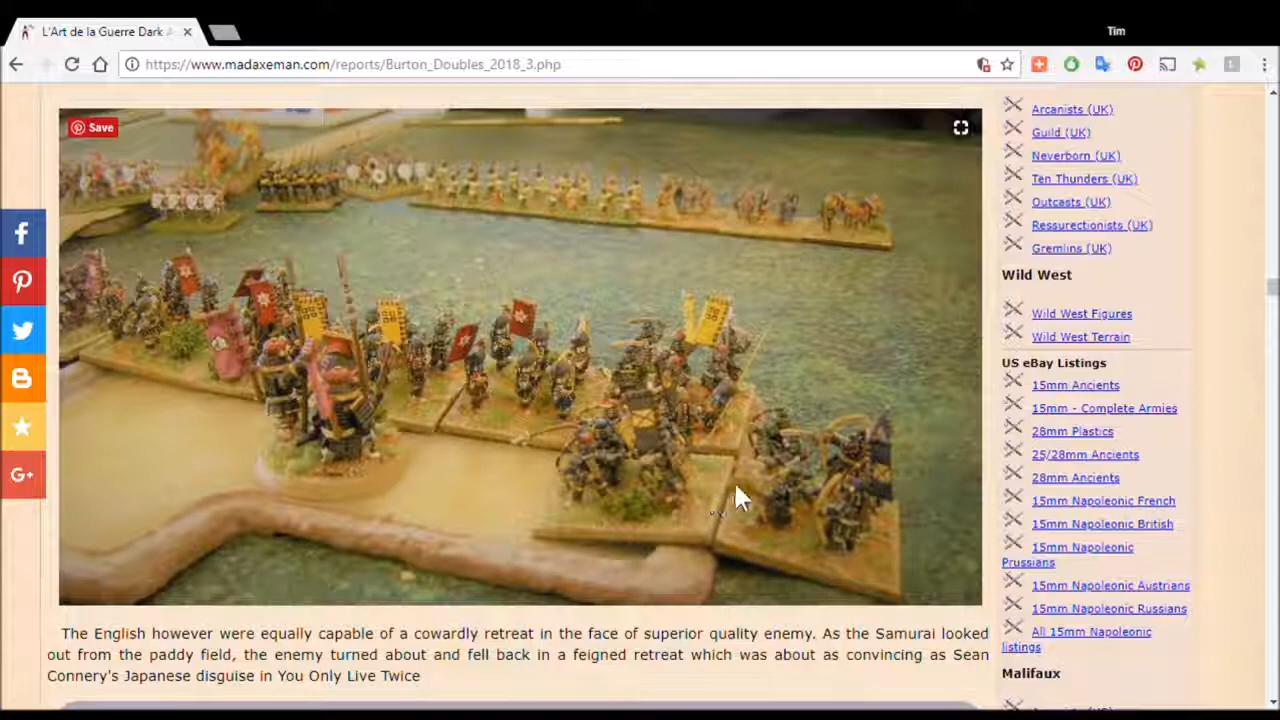 L'Art de la Guerre Dark A
Tim
https://www.madaxeman.com/reports/Burton_Doubles_2018_3.php
Save
Arcanists (UK)
Guild (UK)
Neverborn (UK)
Ten Thunders (UK)
Outcasts (UK)
Ressurectionists (UK)
Gremlins (UK)
Wild West
Wild West Figures
Wild West Terrain
US eBay Listings
15mm Ancients
15mm - Complete Armies
28mm Plastics
25/28mm Ancients
28mm Ancients
15mm Napoleonic French
15mm Napoleonic British
15mm Napoleonic
Prussians
15mm Napoleonic Austrians
15mm Napoleonic Russians
All 15mm Napoleonic
listings
Malifaux
G+
The English however were equally capable of a cowardly retreat in the face of superior quality enemy. As the Samurai looked
out from the paddy field, the enemy turned about and fell back in a feigned retreat which was about as convincing as Sean
Connery's Japanese disguise in You Only Live Twice